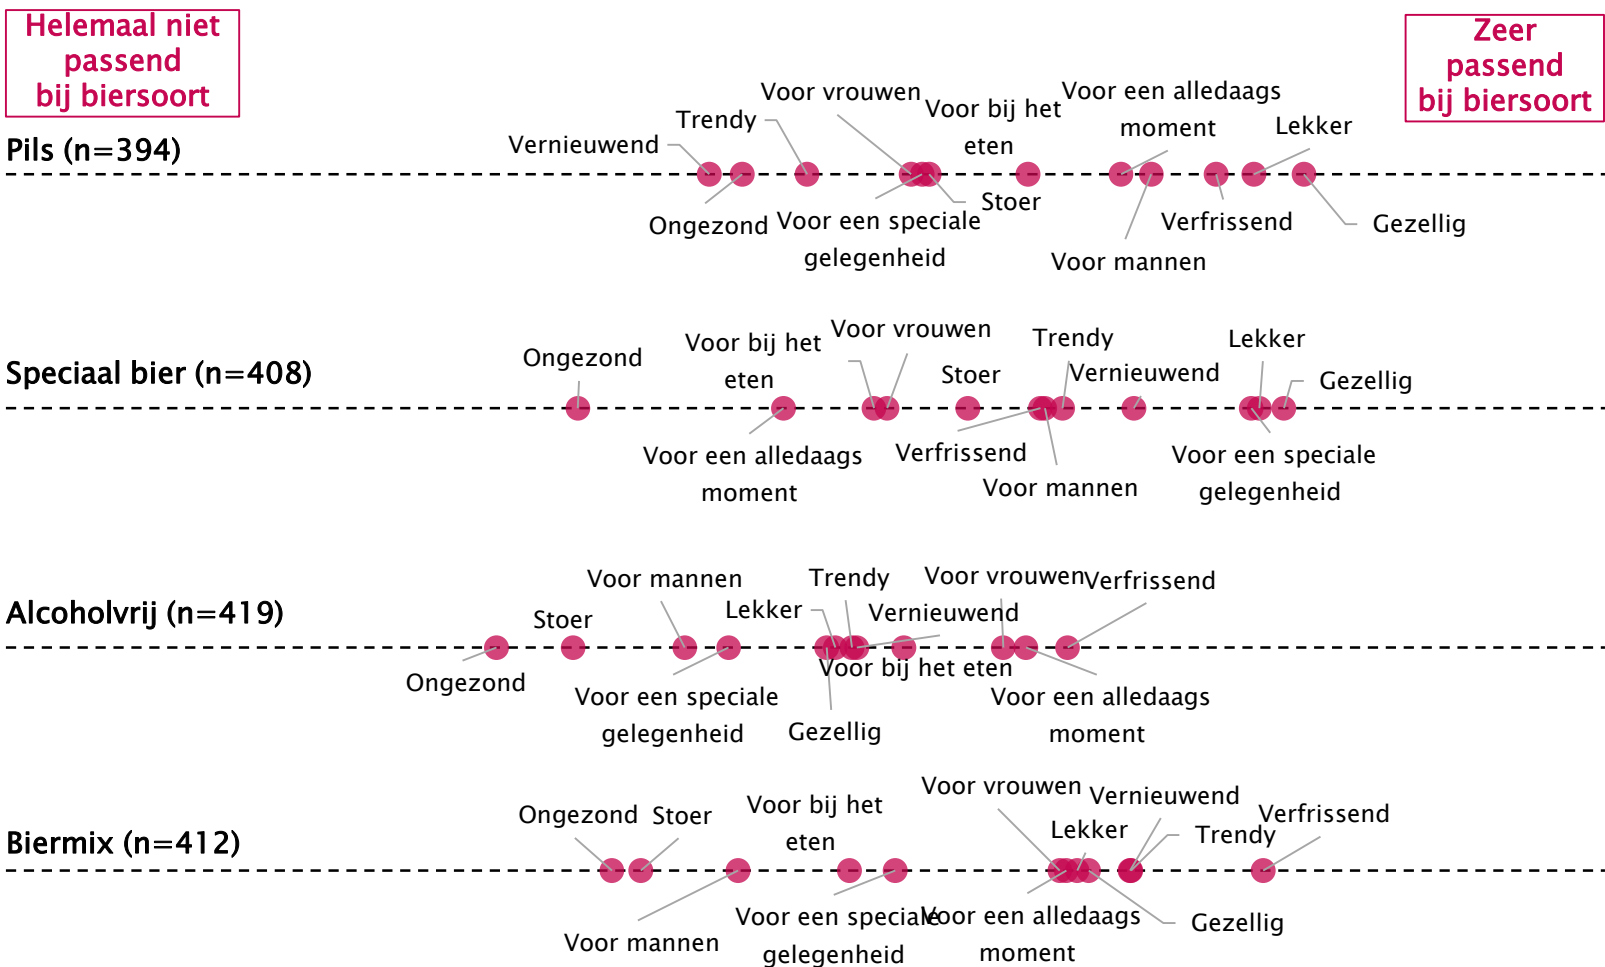 Helemaal niet
passend
bij biersoort
Zeer
passend
bij biersoort
Pils (n=394)
Vernieuwend
Trendy
Voor vrouwen
Voor bij het
eten
Voor een alledaags
moment
Lekker
Ongezond
Voor een speciale
gelegenheid
Stoer
Voor mannen
Verfrissend
Gezellig
Speciaal bier (n=408)
Ongezond
Voor bij het
eten
Voor vrouwen
Stoer
Trendy
Vernieuwend
Lekker
Gezellig
Voor een alledaags
moment
Verfrissend
Voor mannen
Voor een speciale
gelegenheid
Alcoholvrij (n=419)
Stoer
Voor mannen
Lekker
Trendy
Vernieuwend
Voor vrouwen
Verfrissend
Ongezond
Voor een speciale
gelegenheid
Gezellig
Voor bij het eten
Voor een alledaags
moment
Biermix (n=412)
Ongezond
Stoer
Voor bij het
eten
Voor vrouwen
Lekker
Vernieuwend
Trendy
Verfrissend
Voor mannen
Voor een speciale
gelegenheid
Voor een alledaags
moment
Gezellig